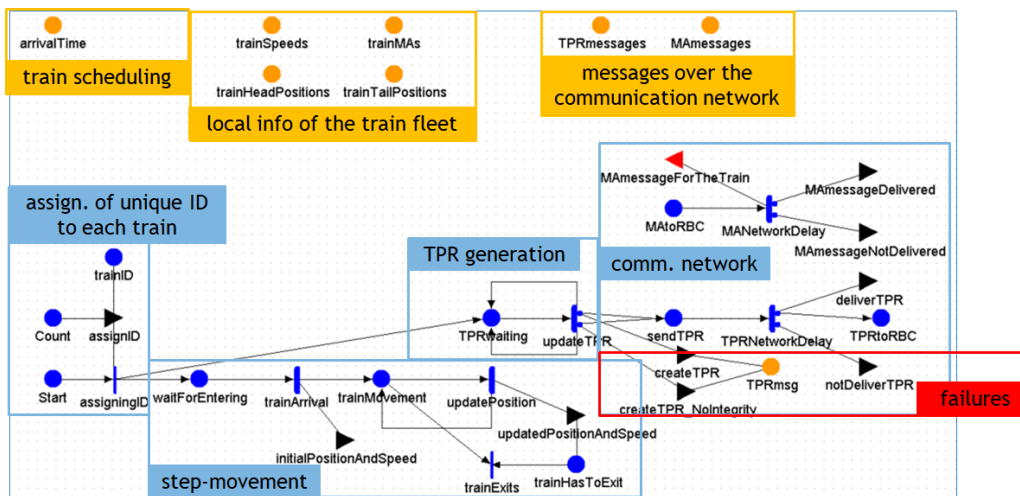 arrivalTime
train scheduling
trainSpeeds
trainMAs
trainHeadPositions
trainTailPositions
local info of the train fleet
TPRmessages
MAmessages
messages over the
communication network
assign. of unique ID
to each train
trainID
Count
assignID
Start
assigningID
TPR generation
TPRwaiting
updateTPR
comm. network
MAmessageForTheTrain
MAmessageDelivered
MAtoRBC
MANetworkDelay
MAmessageNotDelivered
deliverTPR
sendTPR
TPRNetworkDelay
TPRtoRBC
createTPR
TPRmsg
notDeliverTPR
createTPR_NoIntegrity
failures
waitForEntering
trainArrival
trainMovement
updatePosition
updatedPositionAndSpeed
initialPositionAndSpeed
step-movement
trainExits
trainHasToExit